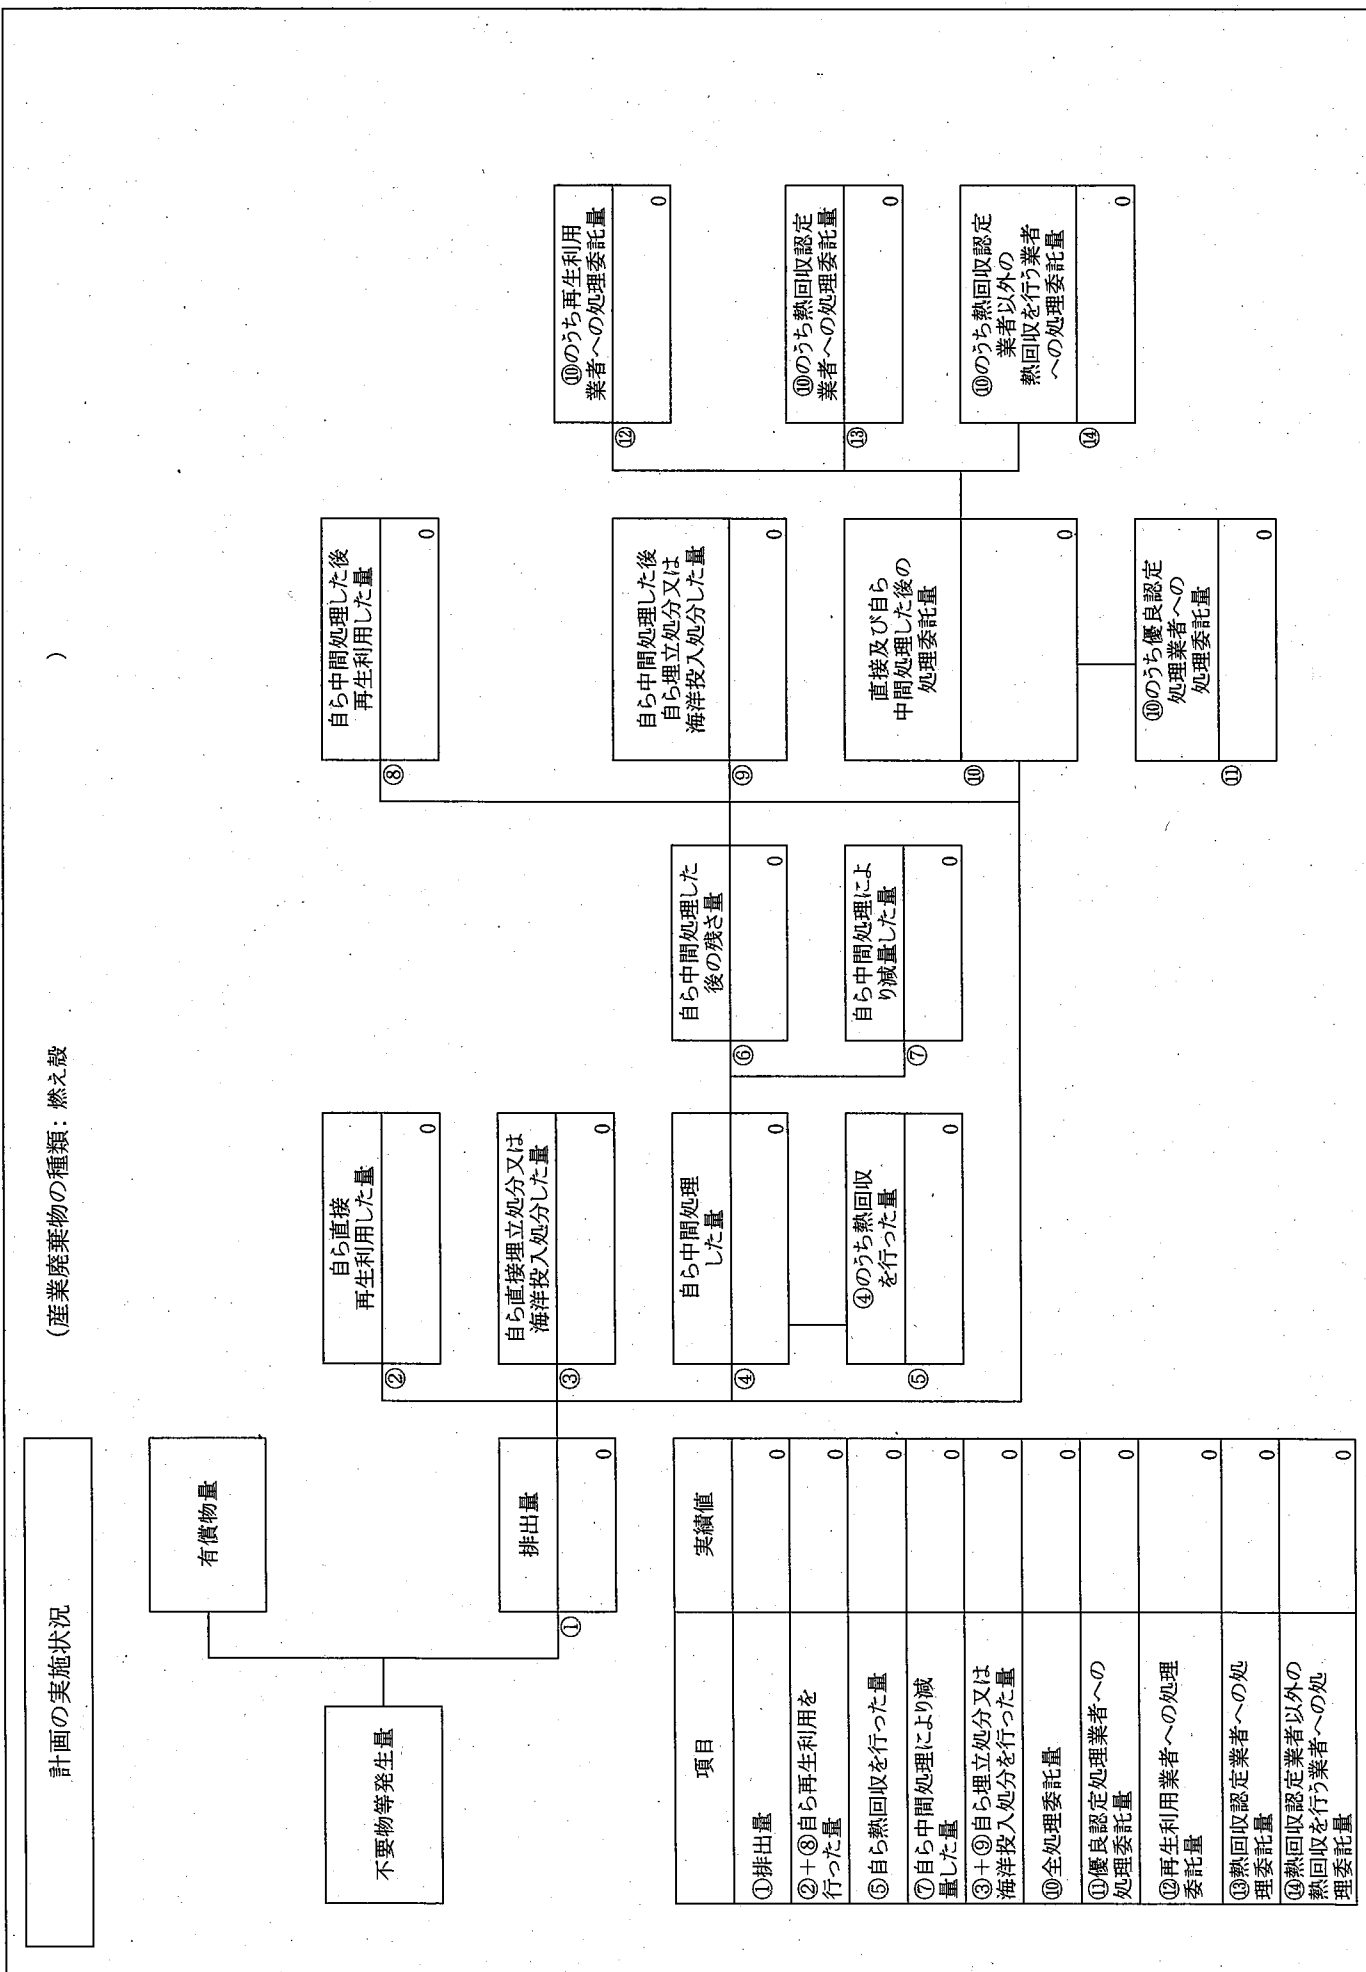 計画の実施状況
(産業廃棄物の種類：燃え殻 )
不要物等発生量
有償物量
排出量
①
0
自ら直接
再生利用した量
②
0
自ら直接埋立処分又は
海洋投入処分した量
③
0
自ら中間処理
した量
④
0
④のうち熱回収
を行った量
⑤
0
自ら中間処理した
後の残さ量
⑥
0
自ら中間処理によ
り減量した量
⑦
0
自ら中間処理した後
再生利用した量
⑧
0
自ら中間処理した後
自ら埋立処分又は
海洋投入処分した量
⑨
0
直接及び自ら
中間処理した後の
処理委託量
⑩
0
⑩のうち優良認定
処理業者への
処理委託量
⑪
0
⑩のうち再生利用
業者への処理委託量
⑫
0
⑩のうち熱回収認定
業者への処理委託量
⑬
0
⑩のうち熱回収認定
業者以外の
熱回収を行う業者
への処理委託量
⑭
0
項目 実績値
①排出量 0
②+⑧自ら再生利用を
行った量 0
⑤自ら熱回収を行った量 0
⑦自ら中間処理により減
量した量 0
③+⑨自ら埋立処分又は
海洋投入処分を行った量 0
⑩全処理委託量 0
⑪優良認定処理業者への
処理委託量 0
⑫再生利用業者への処理
委託量 0
⑬熱回収認定業者への処
理委託量 0
⑭熱回収認定業者以外の
熱回収を行う業者への処
理委託量 0